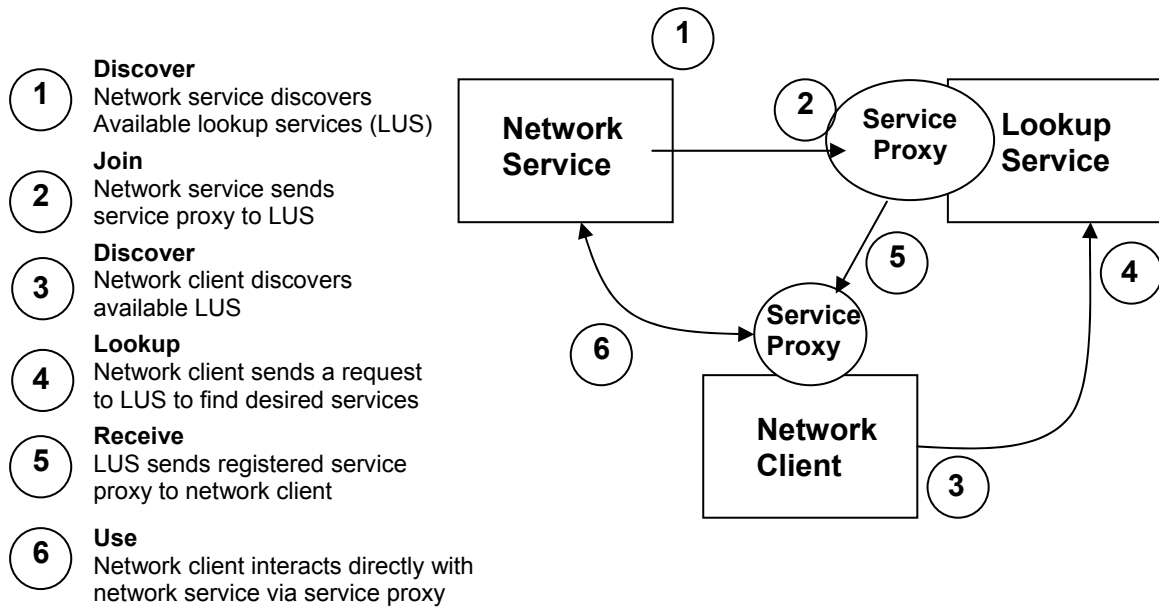 1
Discover
Network service discovers
Available lookup services (LUS)
2
Join
Network service sends
service proxy to LUS
3
Discover
Network client discovers
available LUS
4
Lookup
Network client sends a request
to LUS to find desired services
5
Receive
LUS sends registered service
proxy to network client
6
Use
Network client interacts directly with
network service via service proxy
1
Network
Service
2
Service
Proxy
Lookup
Service
5
4
Service
Proxy
6
Network
Client
3